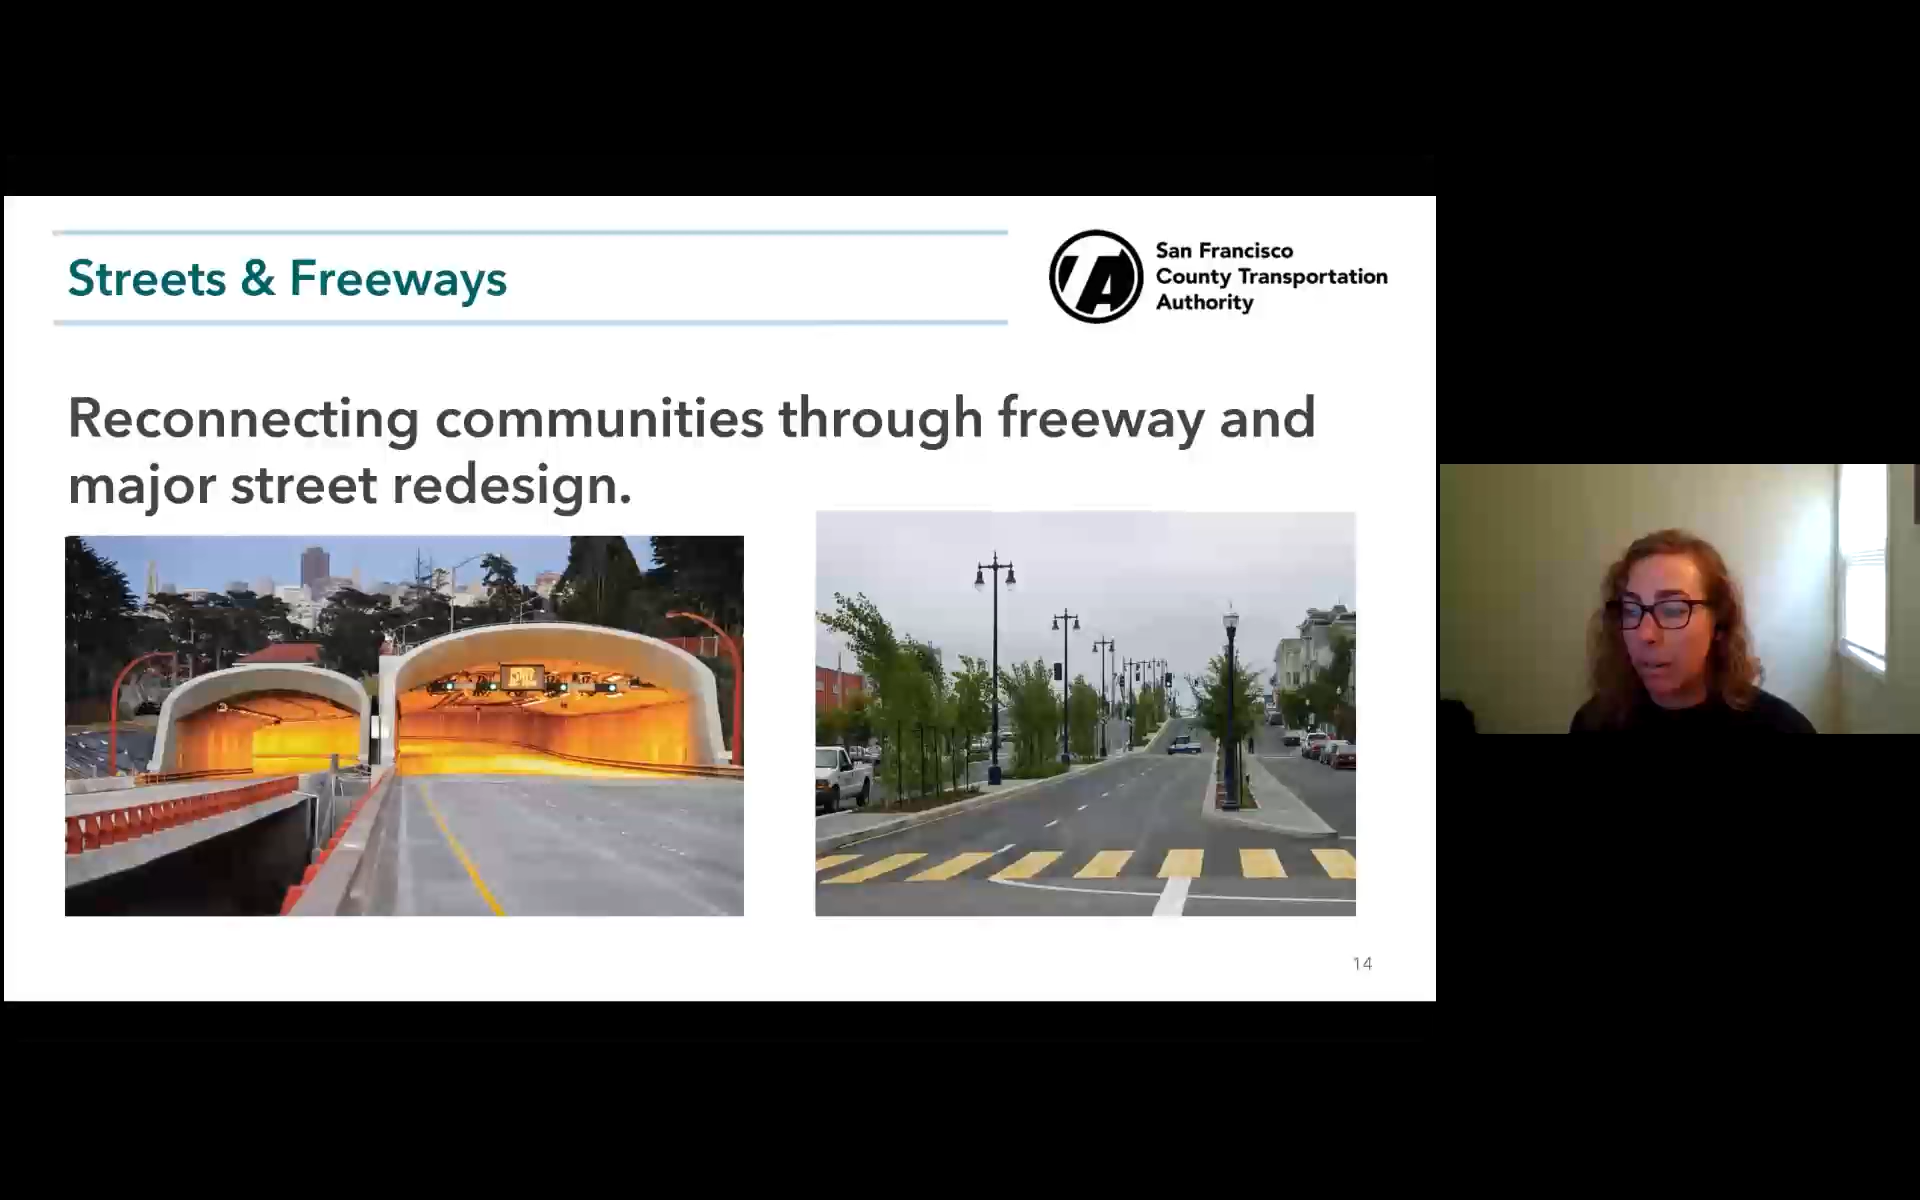 Streets & Freeways
San Francisco
County Transportation
Authority
Reconnecting communities through freeway and
major street redesign.
14